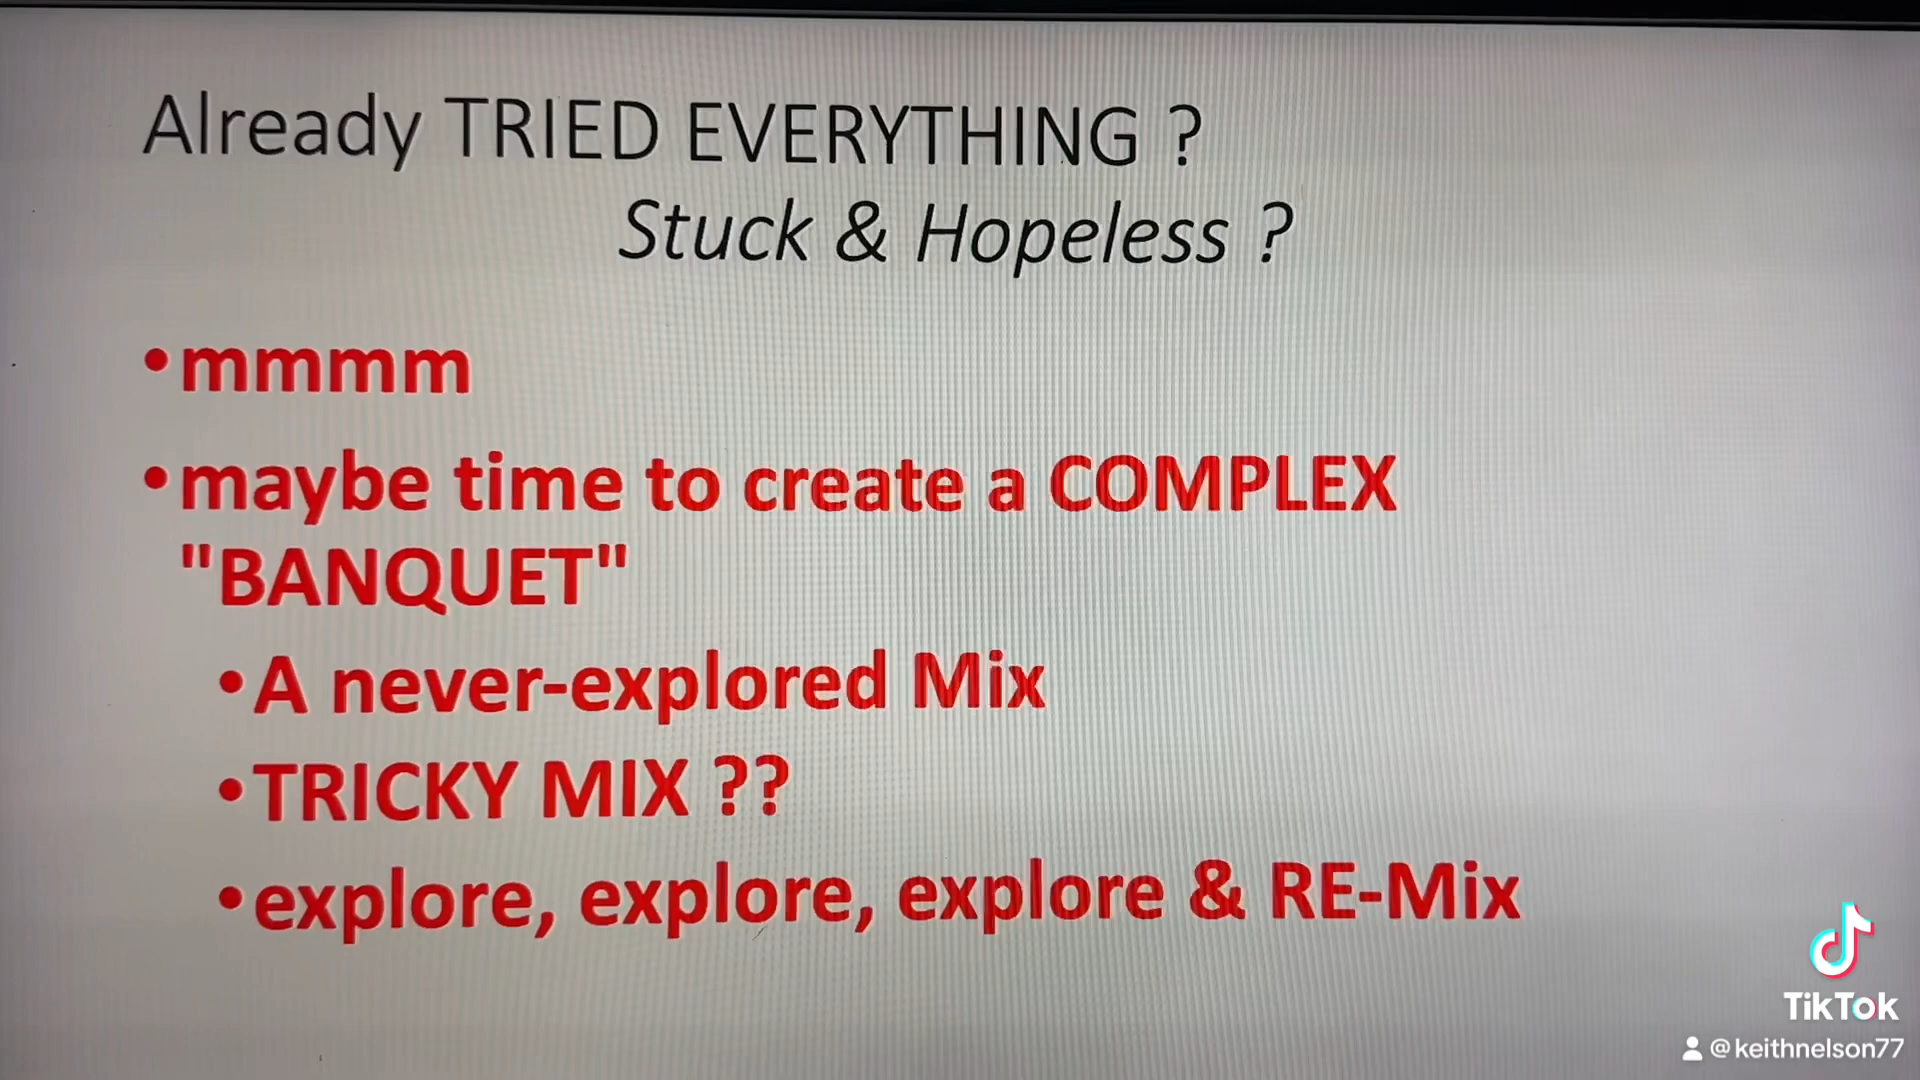 Already TRIED EVERYTHING ?
Stuck & Hopeless ?
•mmmm
•maybe time to create a COMPLEX
"BANQUET"
•A never-explored Mix
•TRICKY MIX ??
•explore, explore, explore & RE-Mix
TikTok
@keithnelson77